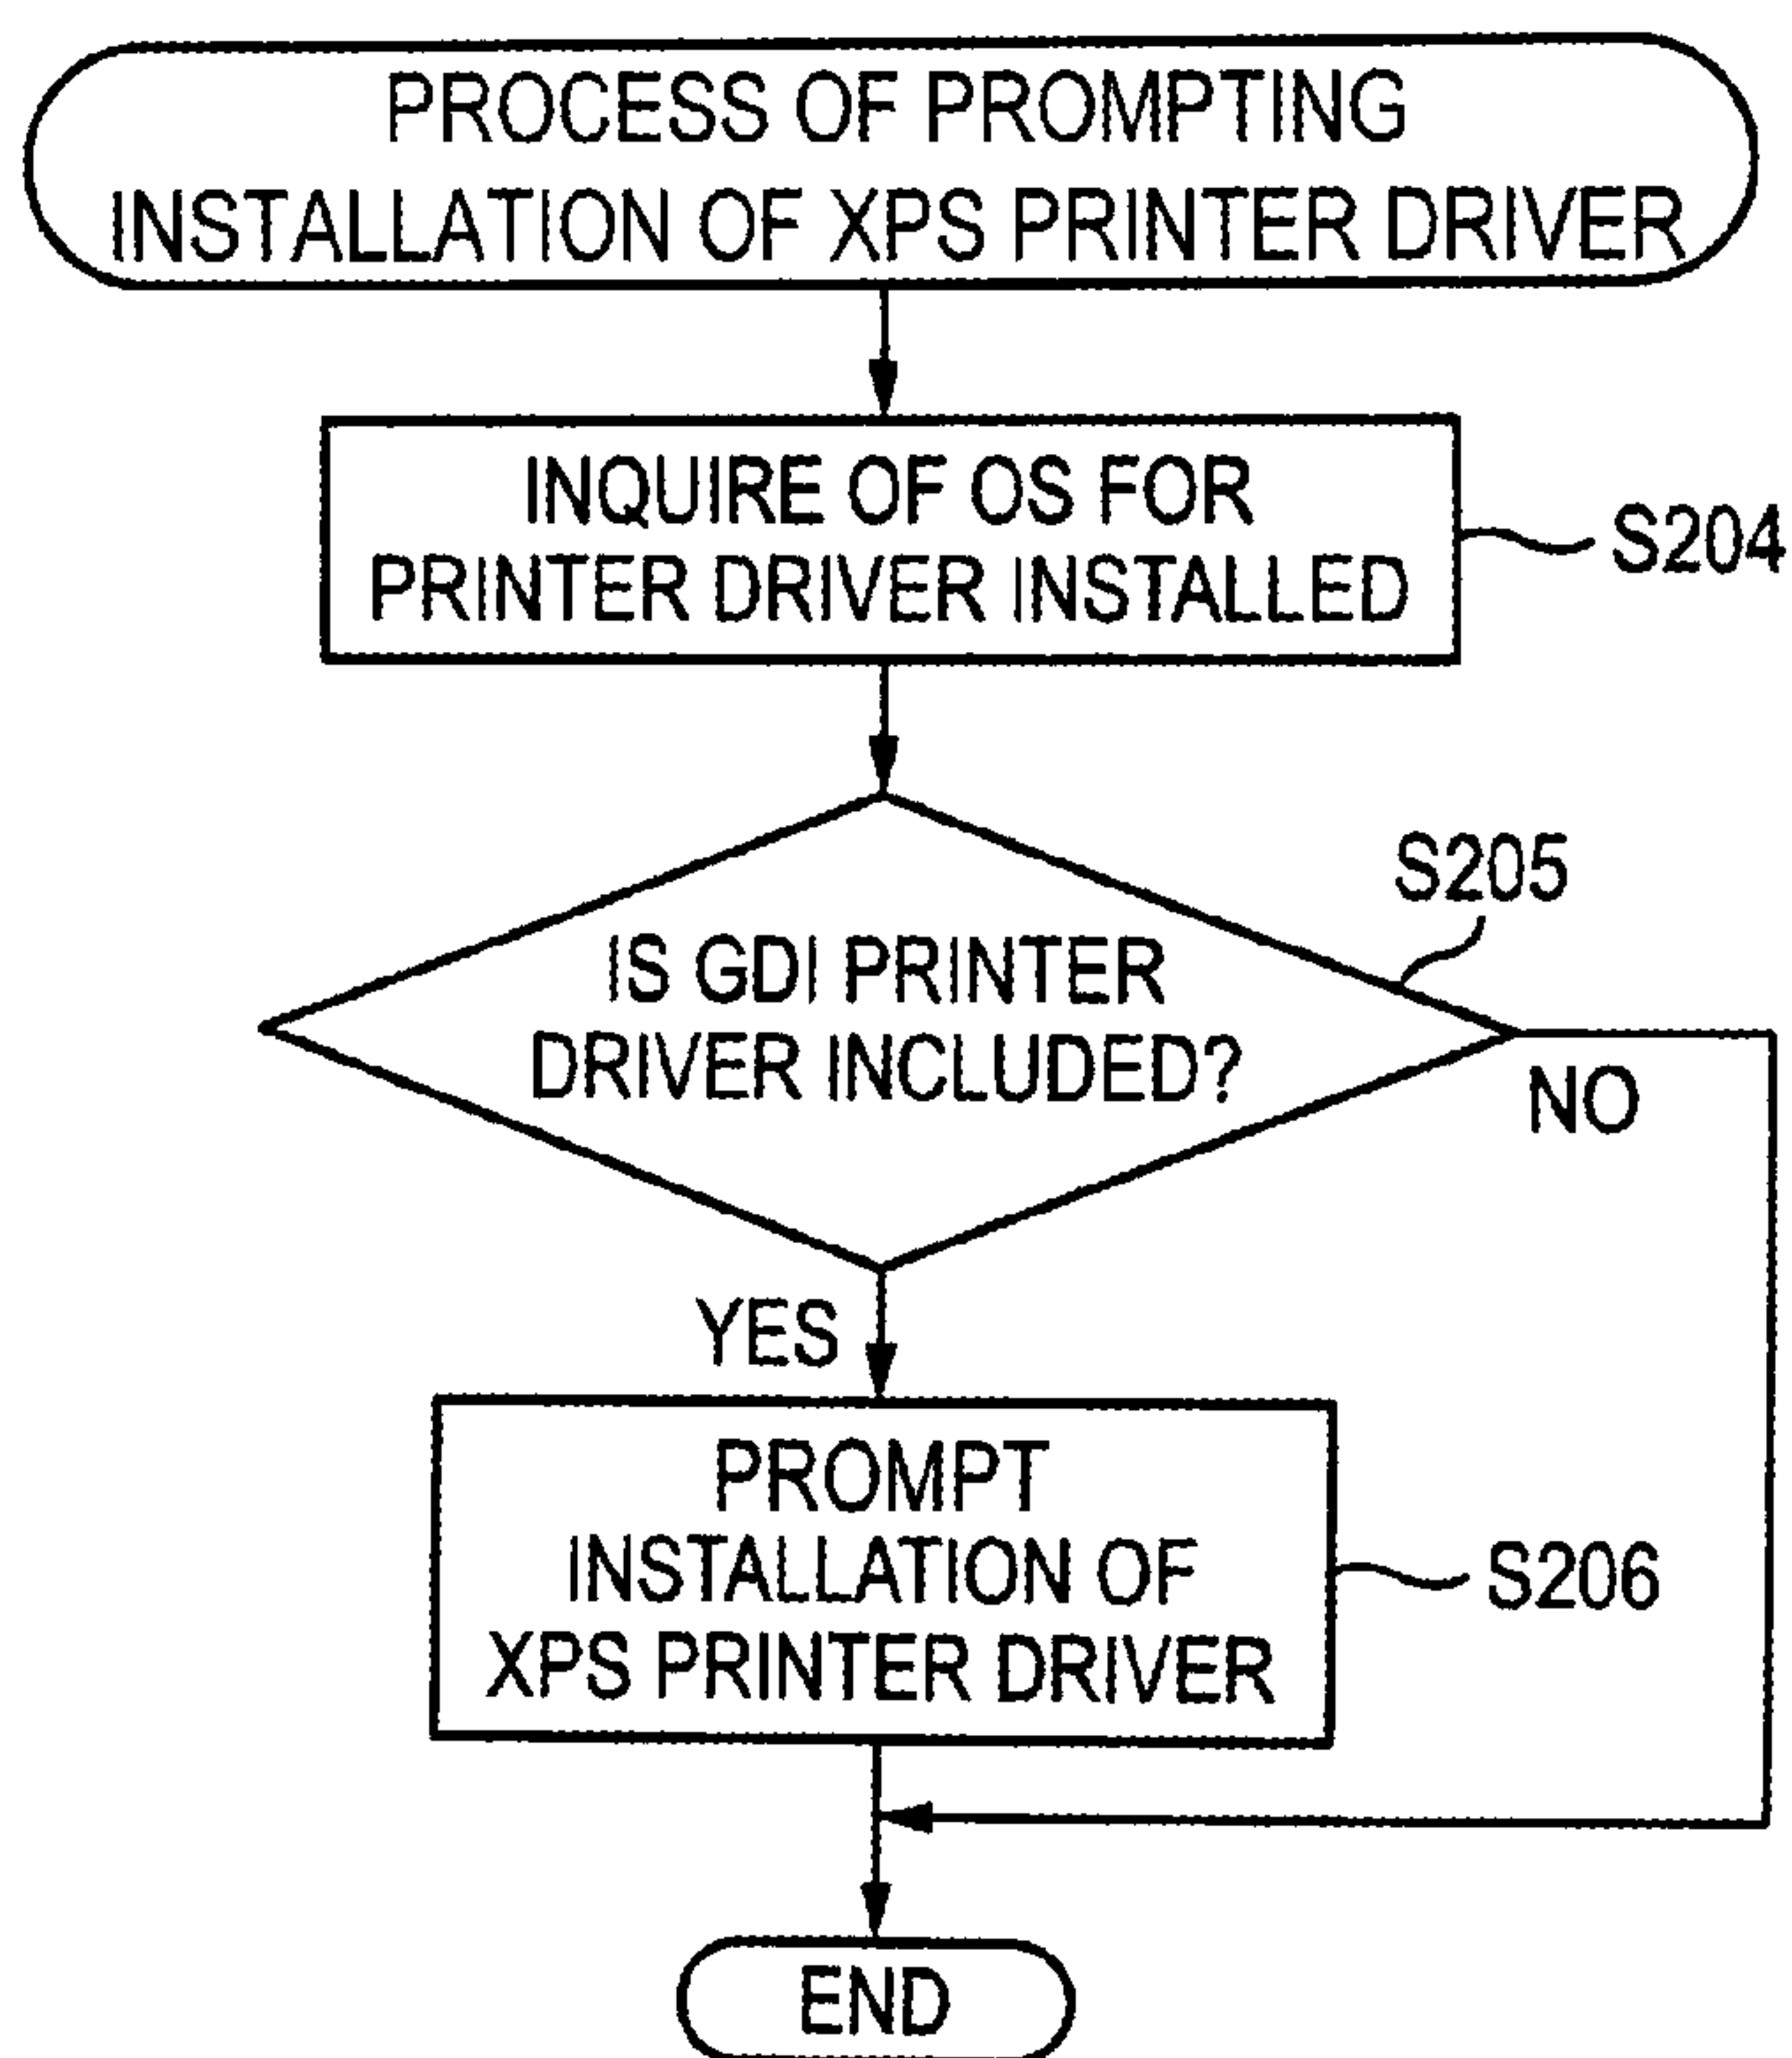 PROCESS OF PROMPTING
INSTALLATION OF XPS PRINTER DRIVER
INQUIRE OF OS FOR
PRINTER DRIVER INSTALLED
S204
S205
IS GDI PRINTER
DRIVER INCLUDED?
NO
YES
PROMPT
INSTALLATION OF
XPS PRINTER DRIVER
S206
END